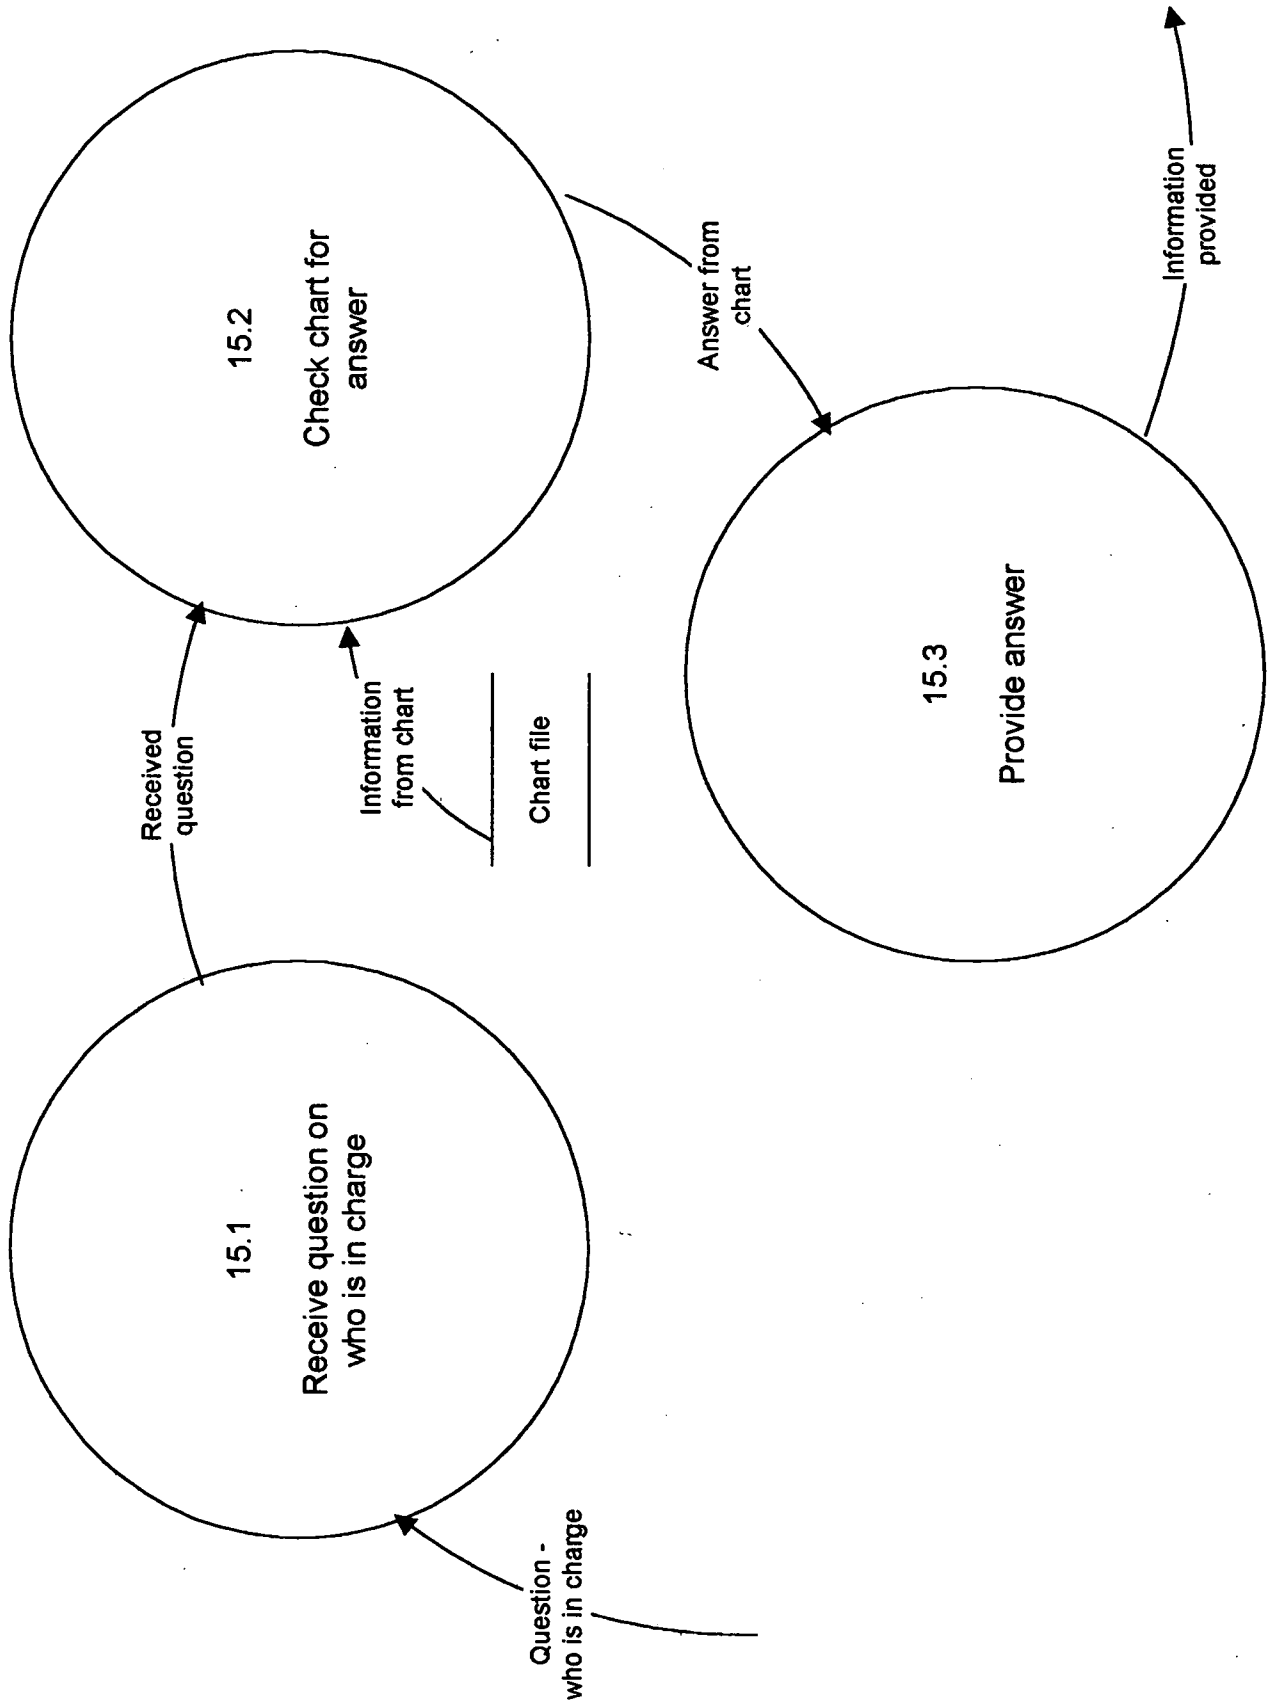 Question -
who is in charge
15.1
Receive question on
who is in charge
Received
question
Information
from chart
Chart file
15.2
Check chart for
answer
Answer from
chart
15.3
Provide answer
Information
provided